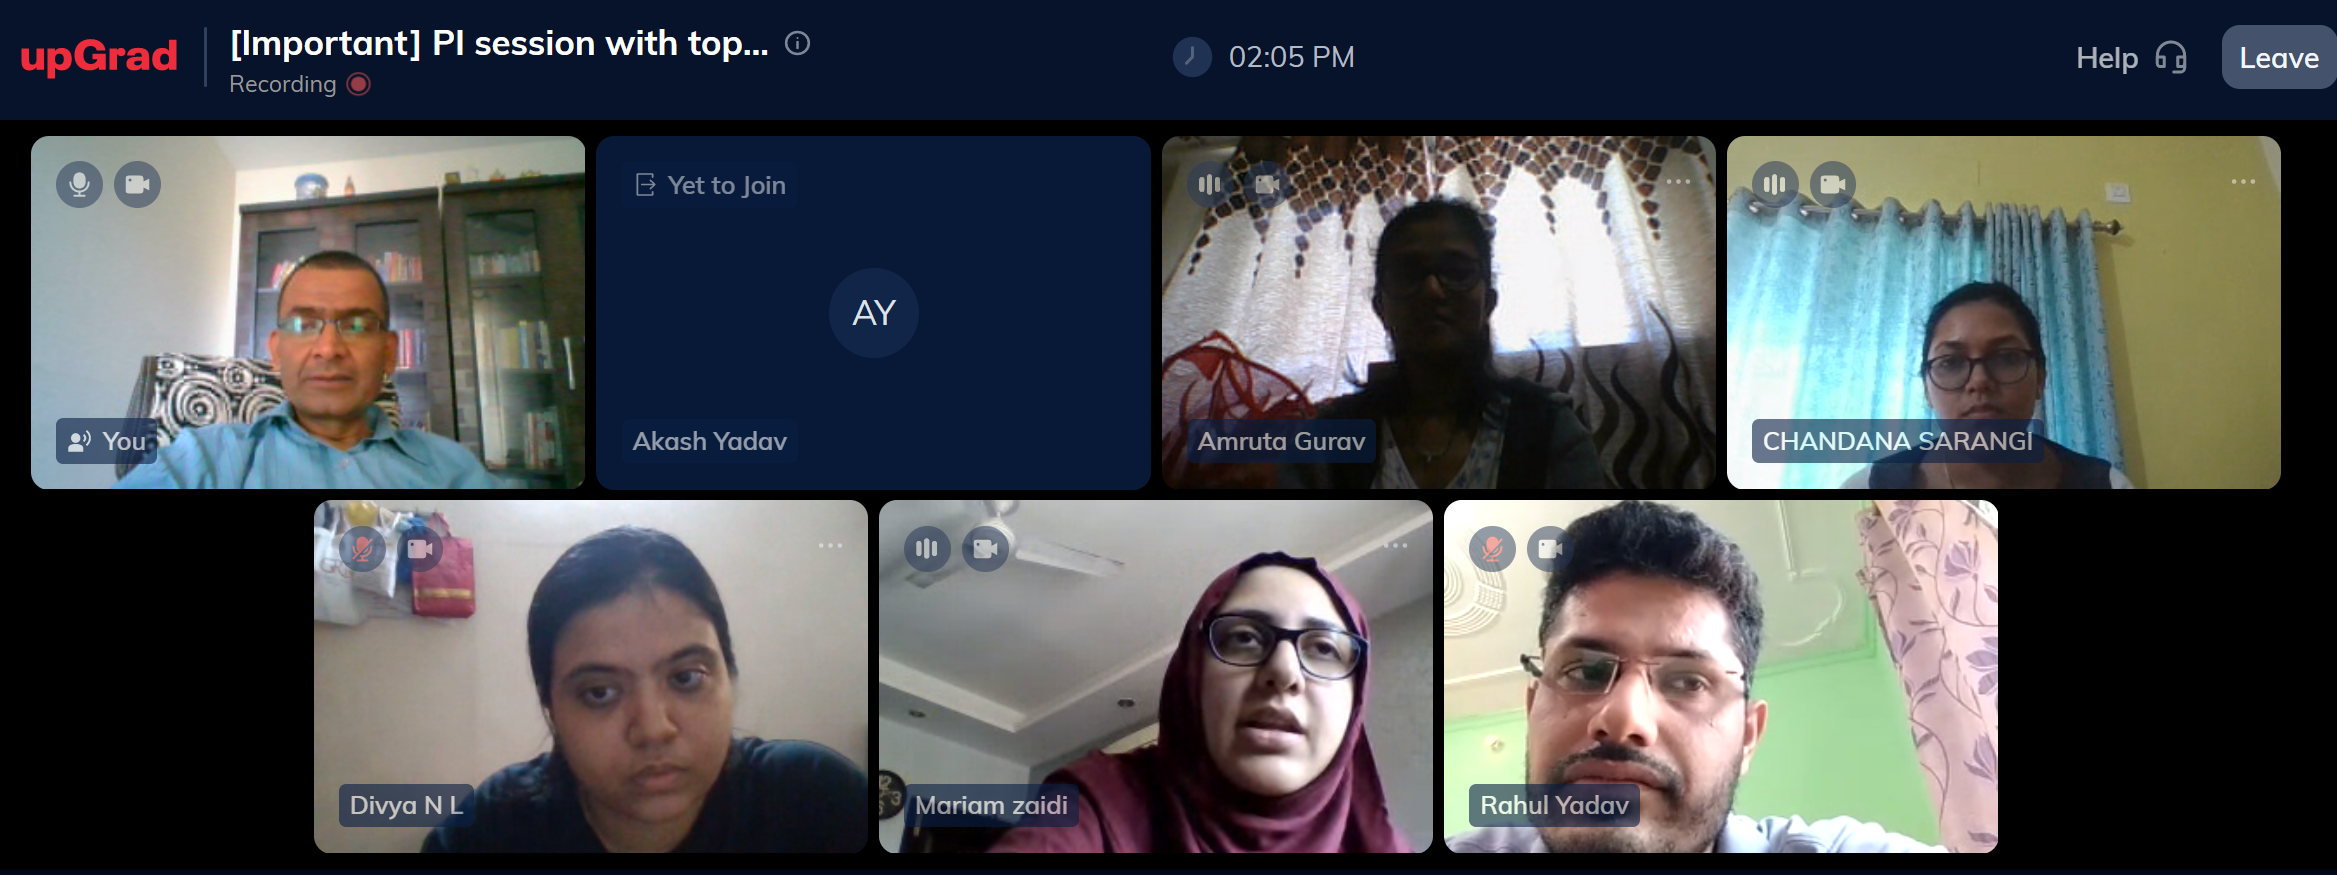 upGrad
[Important] PI session with top...
Recording
02:05 PM
Help
Leave
Yet to Join
AY
You
Akash Yadav
Amruta Gurav
CHANDANA SARANGI
Divya N L
Mariam zaidi
Rahul Yadav